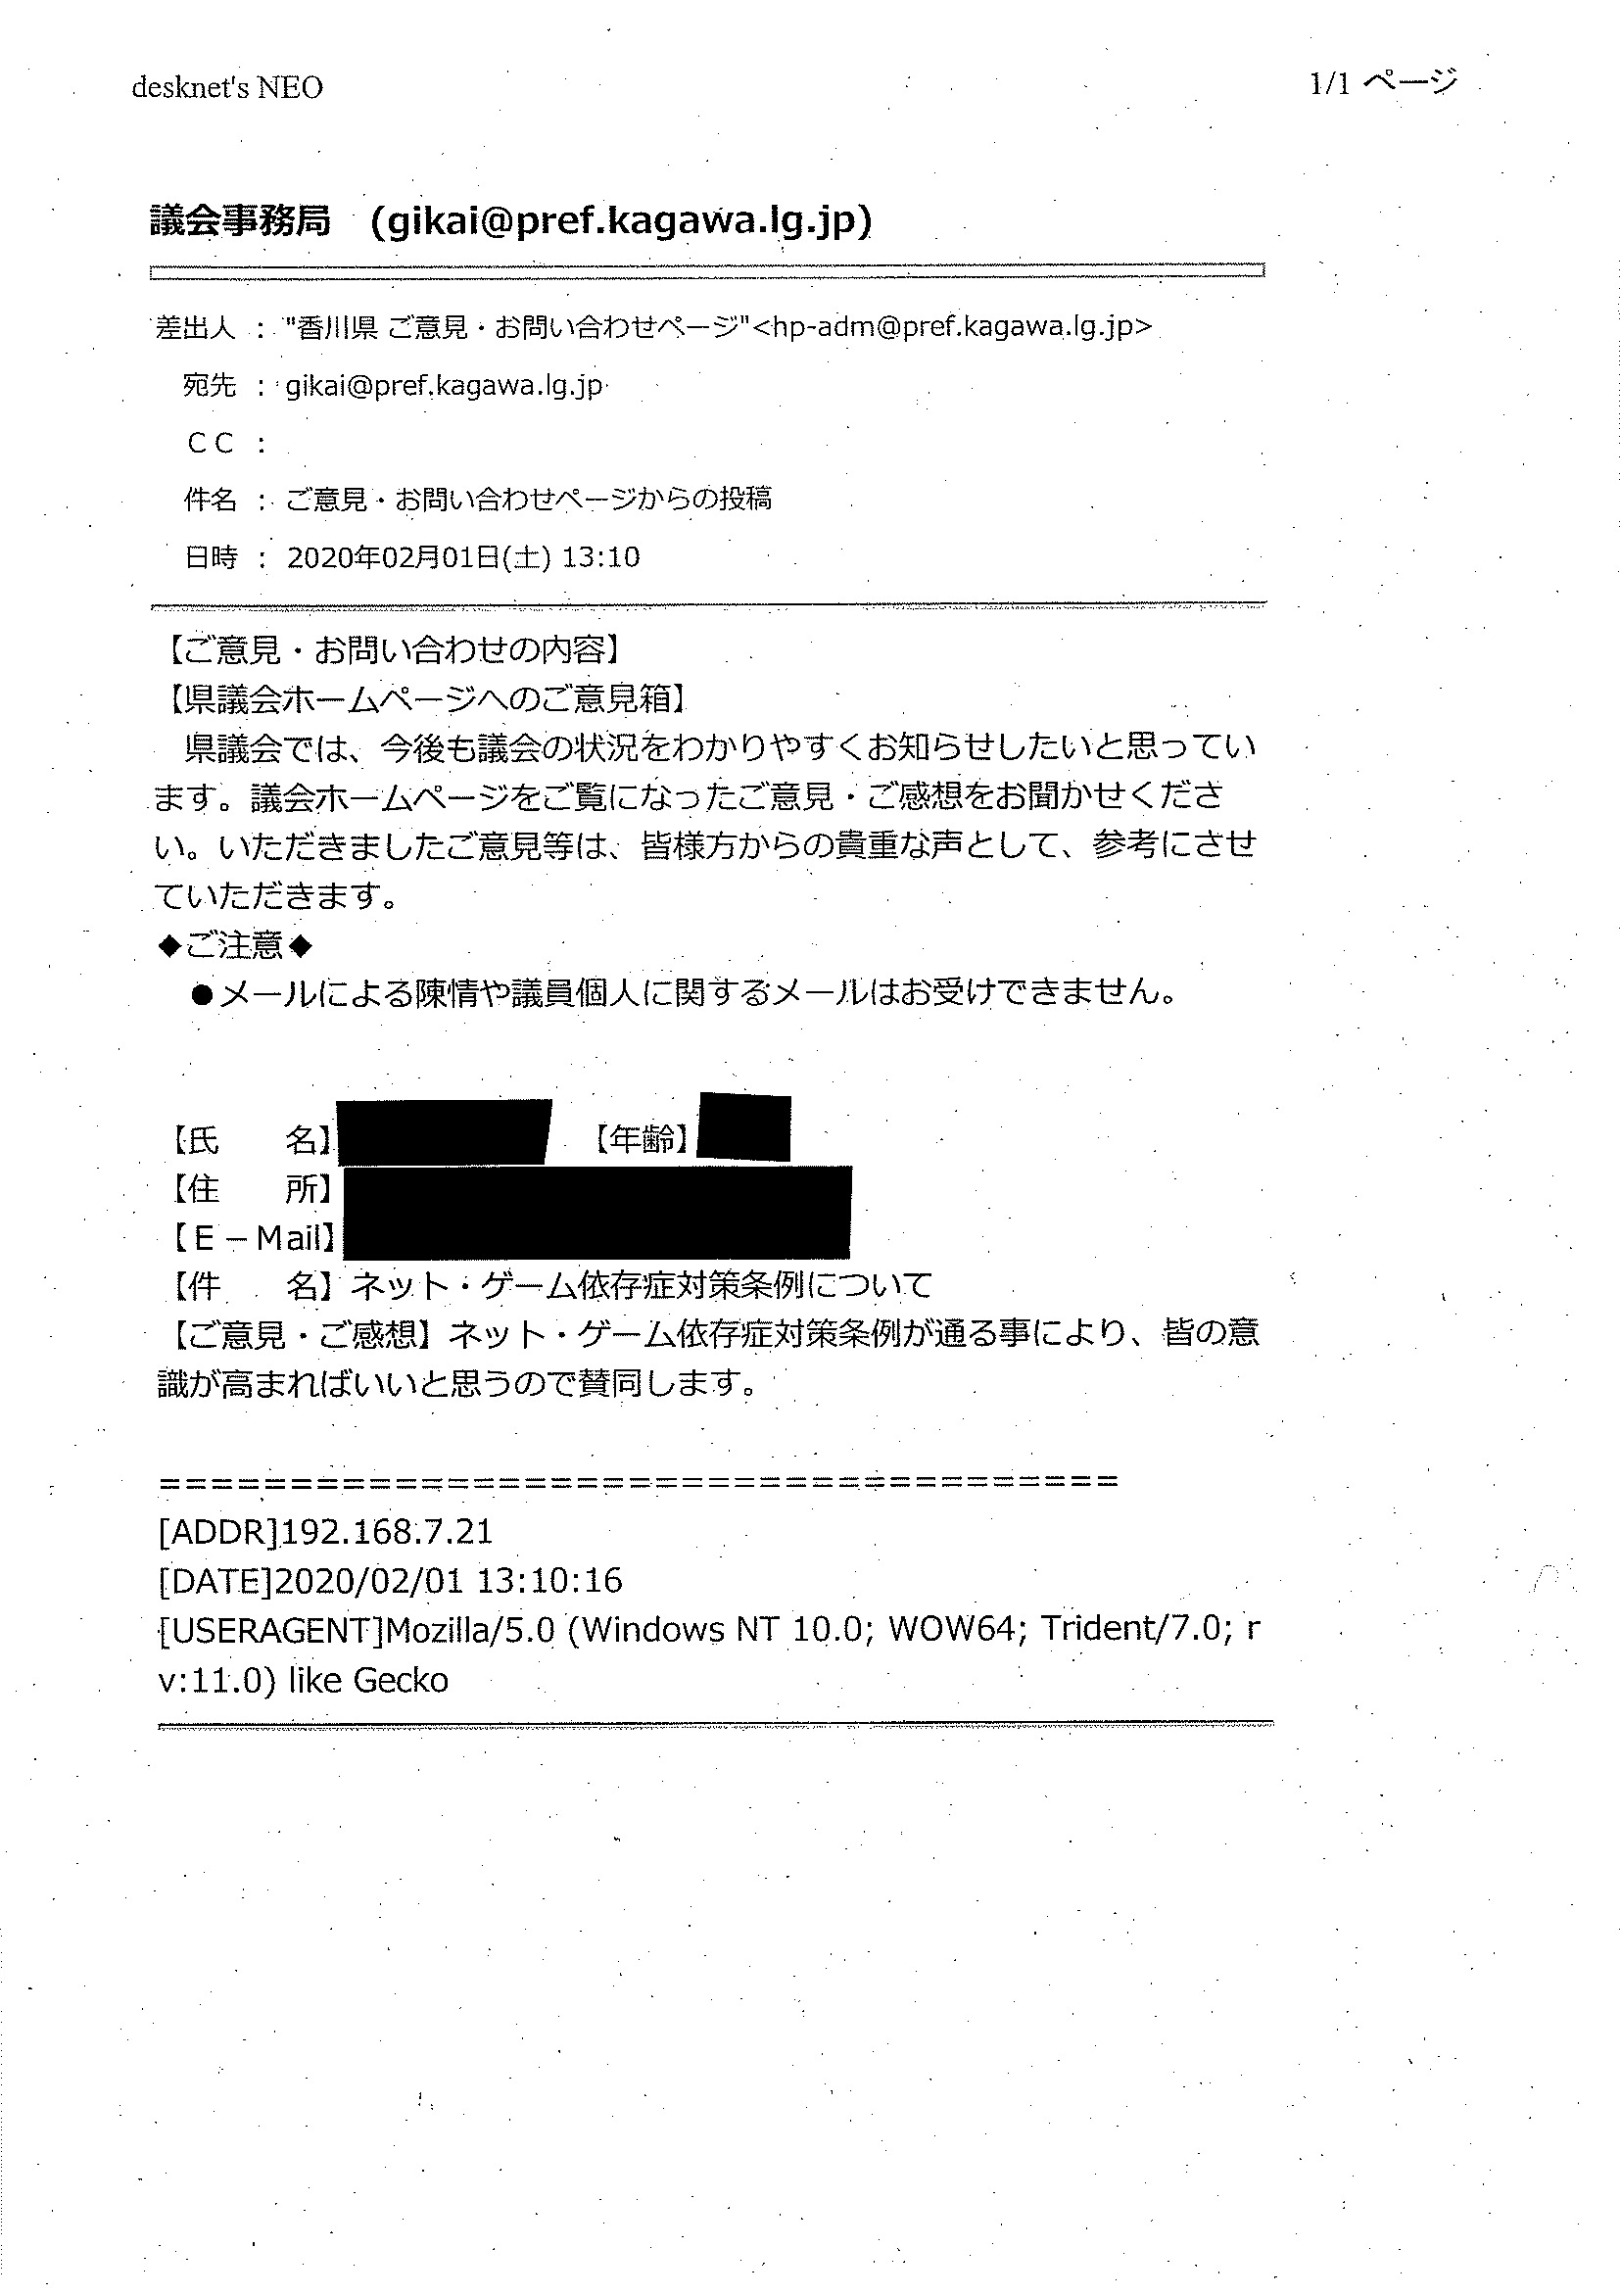 desknet's NEO
1/1 ページ
議会事務局　(gikai@pref.kagawa.lg.jp)
差出人 ： "香川県 ご意見・お問い合わせページ"<hp-adm@pref.kagawa.lg.jp>
宛先 ： gikai@pref.kagawa.lg.jp
ＣＣ ：
件名 ： ご意見・お問い合わせページからの投稿
日時 ： 2020年02月01日(土) 13:10
【ご意見・お問い合わせの内容】
【県議会ホームページへのご意見箱】
　県議会では、今後も議会の状況をわかりやすくお知らせしたいと思ってい
ます。議会ホームページをご覧になったご意見・ご感想をお聞かせくださ
い。いただきましたご意見等は、皆様方からの貴重な声として、参考にさせ
ていただきます。
◆ご注意◆
　●メールによる陳情や議員個人に関するメールはお受けできません。
【氏　　名】　【年齢】
【住　　所】
【Ｅ－Mail】
【件　　名】ネット・ゲーム依存症対策条例について
【ご意見・ご感想】ネット・ゲーム依存症対策条例が通る事により、皆の意
識が高まればいいと思うので賛同します。
=====================================
[ADDR]192.168.7.21
[DATE]2020/02/01 13:10:16
[USERAGENT]Mozilla/5.0 (Windows NT 10.0; WOW64; Trident/7.0; r
v:11.0) like Gecko